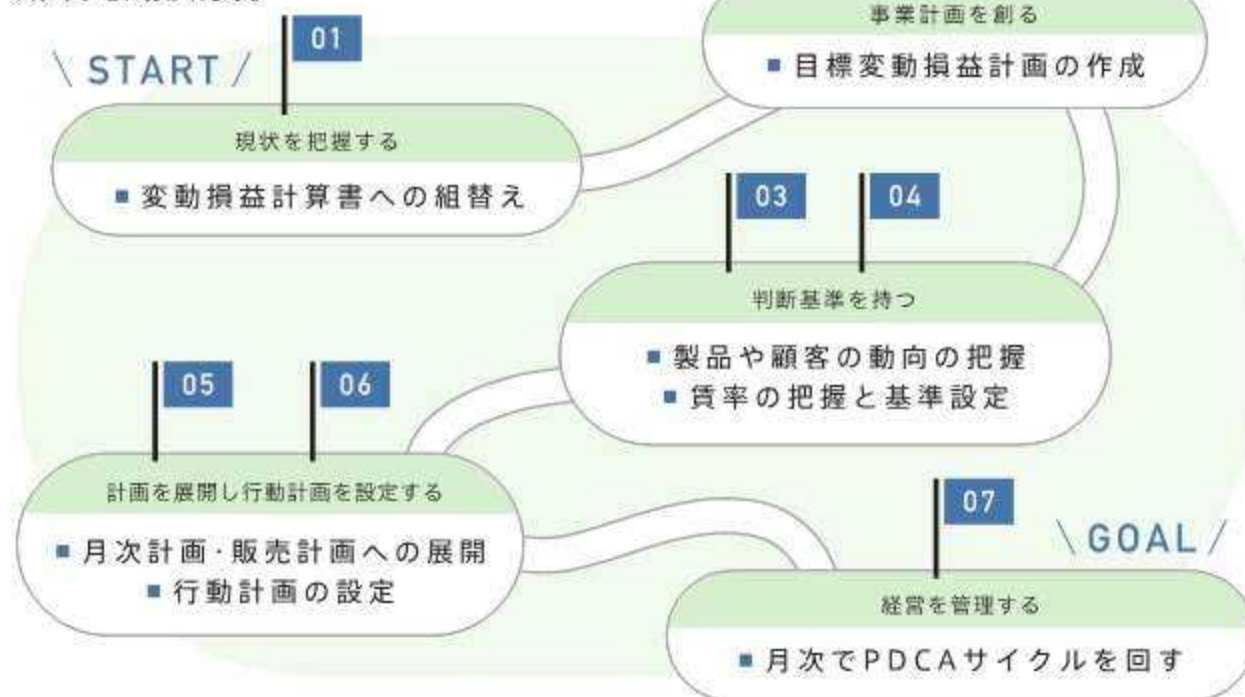 01
\ START /
現状を把握する
■ 変動損益計算書への組替え
事業計画を創る
■ 目標変動損益計画の作成
03
04
判断基準を持つ
■ 製品や顧客の動向の把握
■ 賃率の把握と基準設定
05
06
計画を展開し行動計画を設定する
■ 月次計画・販売計画への展開
■ 行動計画の設定
07
\ GOAL /
経営を管理する
■ 月次でPDCAサイクルを回す